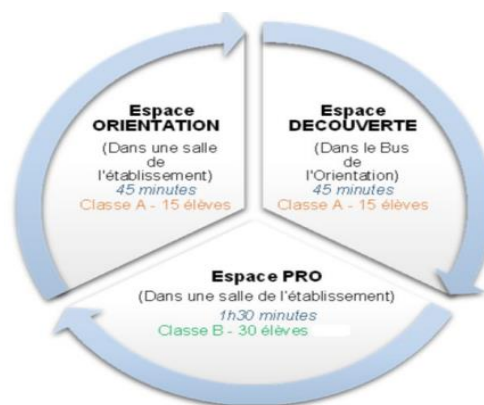 Espace
ORIENTATION
(Dans une salle
de
l'établissement)
45 minutes
Classe A - 15 élèves
Espace
DECOUVERTE
(Dans le Bus
de
l'Orientation)
45 minutes
Classe A - 15 élèves
Espace PRO
(Dans une salle de l'établissement)
1h30 minutes
Classe B - 30 élèves